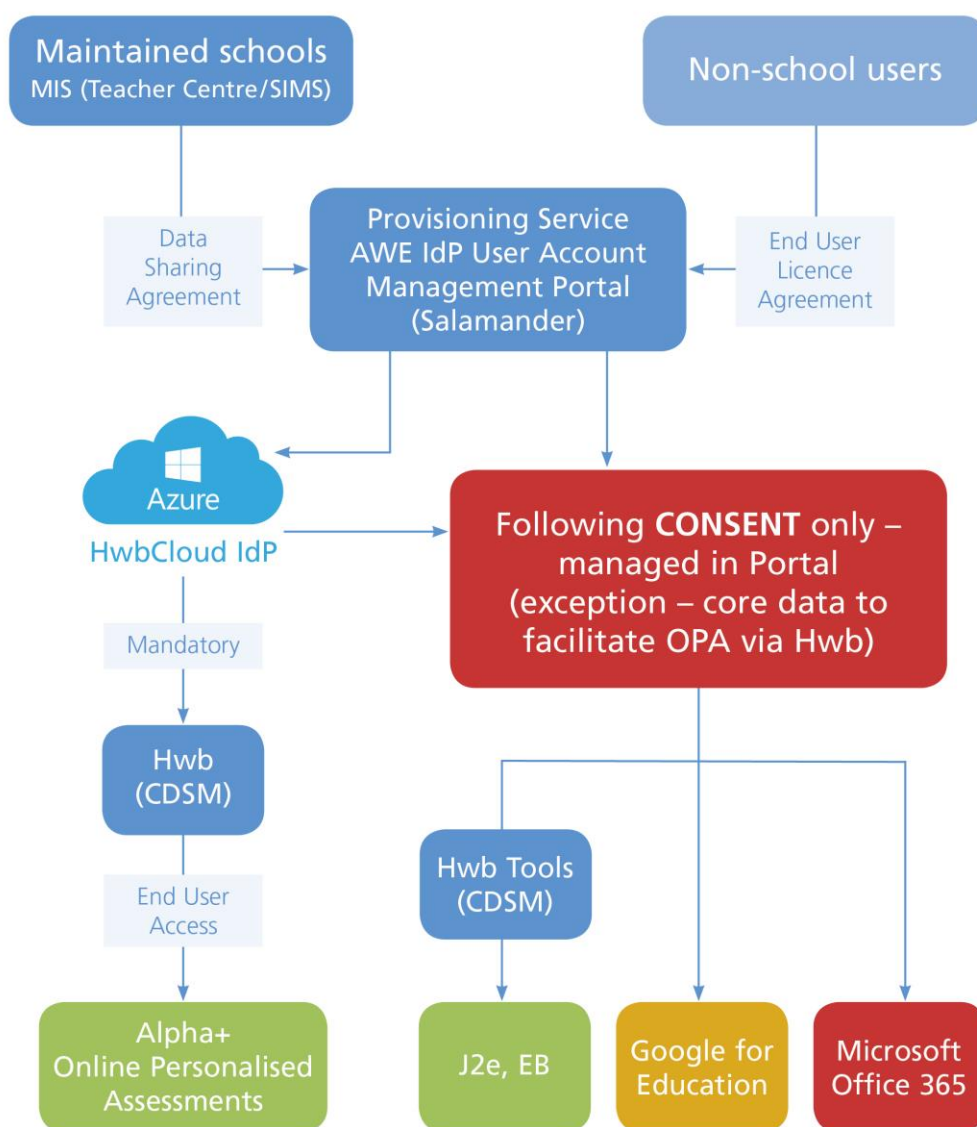 Maintained schools
MIS (Teacher Centre/SIMS)
Non-school users
Data
Sharing
Agreement
Provisioning Service
AWE IdP User Account
Management Portal
(Salamander)
End User
Licence
Agreement
Azure
HwbCloud IdP
Following CONSENT only –
managed in Portal
(exception – core data to
facilitate OPA via Hwb)
Mandatory
Hwb
(CDSM)
End User
Access
Hwb Tools
(CDSM)
Alpha+
Online Personalised
Assessments
J2e, EB
Google for
Education
Microsoft
Office 365